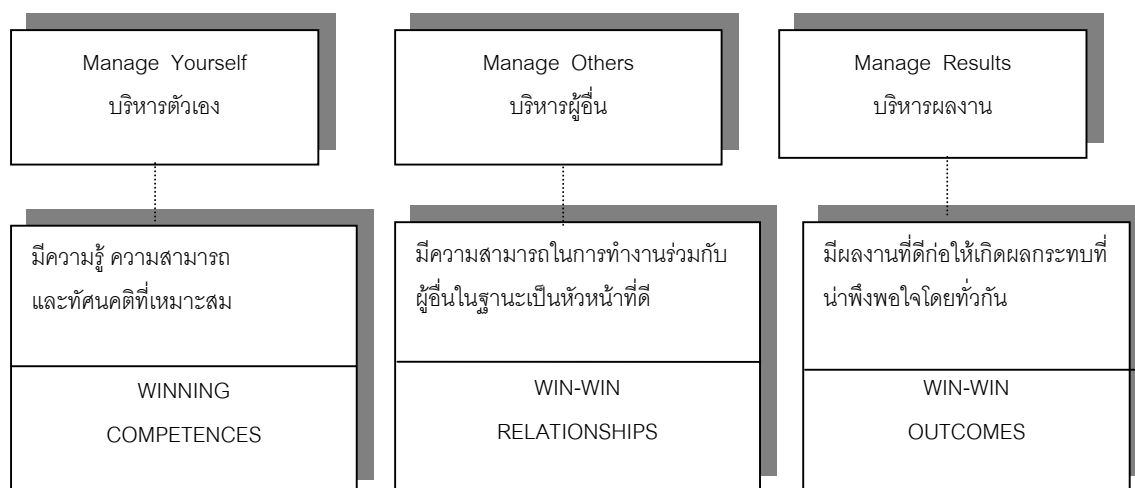 Manage Yourself
บริหารตัวเอง
Manage Others
บริหารผู้อื่น
Manage Results
บริหารผลงาน
มีความรู้ ความสามารถ
และทัศนคติที่เหมาะสม
WINNING
COMPETENCES
มีความสามารถในการทำงานร่วมกับ
ผู้อื่นในฐานะเป็นหัวหน้าที่ดี
WIN-WIN
RELATIONSHIPS
มีผลงานที่ดีก่อให้เกิดผลกระทบที่
น่าพึงพอใจโดยทั่วกัน
WIN-WIN
OUTCOMES